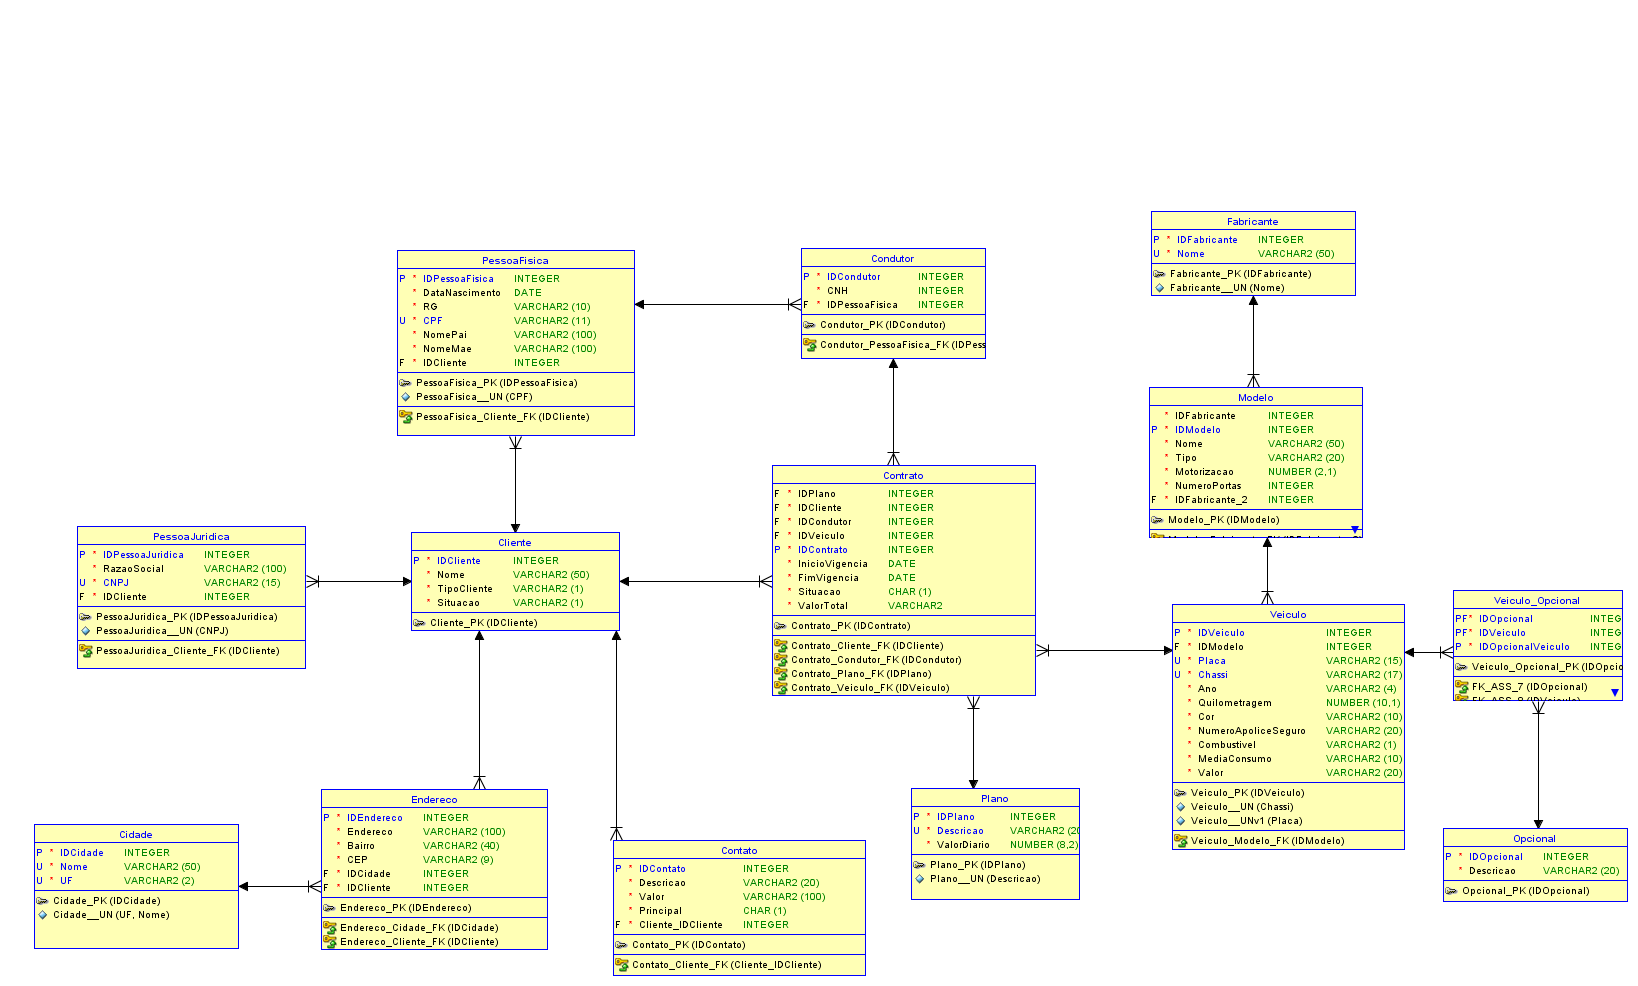 Fabricante
P * IDFabricante INTEGER
U * Nome VARCHAR2 (50)
Fabricante_PK (IDFabricante)
Fabricante__UN (Nome)
PessoaFisica
P * IDPessoaFisica INTEGER
* DataNascimento DATE
* RG VARCHAR2 (10)
U * CPF VARCHAR2 (11)
* NomePai VARCHAR2 (100)
* NomeMae VARCHAR2 (100)
F * IDCliente INTEGER
PessoaFisica_PK (IDPessoaFisica)
PessoaFisica__UN (CPF)
PessoaFisica_Cliente_FK (IDCliente)
Condutor
P * IDCondutor INTEGER
* CNH INTEGER
F * IDPessoaFisica INTEGER
Condutor_PK (IDCondutor)
Condutor_PessoaFisica_FK (IDPess
Modelo
* IDFabricante INTEGER
P * IDModelo INTEGER
* Nome VARCHAR2 (50)
* Tipo VARCHAR2 (20)
* Motorizacao NUMBER (2,1)
* NumeroPortas INTEGER
F * IDFabricante_2 INTEGER
Modelo_PK (IDModelo)
Contrato
F * IDPlano INTEGER
F * IDCliente INTEGER
F * IDCondutor INTEGER
F * IDVeiculo INTEGER
P * IDContrato INTEGER
* InicioVigencia DATE
* FimVigencia DATE
* Situacao CHAR (1)
* ValorTotal VARCHAR2
Contrato_PK (IDContrato)
Contrato_Cliente_FK (IDCliente)
Contrato_Condutor_FK (IDCondutor)
Contrato_Plano_FK (IDPlano)
Contrato_Veiculo_FK (IDVeiculo)
PessoaJuridica
P * IDPessoaJuridica INTEGER
* RazaoSocial VARCHAR2 (100)
U * CNPJ VARCHAR2 (15)
F * IDCliente INTEGER
PessoaJuridica_PK (IDPessoaJuridica)
PessoaJuridica__UN (CNPJ)
PessoaJuridica_Cliente_FK (IDCliente)
Cliente
P * IDCliente INTEGER
* Nome VARCHAR2 (50)
* TipoCliente VARCHAR2 (1)
* Situacao VARCHAR2 (1)
Cliente_PK (IDCliente)
Veiculo
P * IDVeiculo INTEGER
F * IDModelo INTEGER
U * Placa VARCHAR2 (15)
U * Chassi VARCHAR2 (17)
* Ano VARCHAR2 (4)
* Quilometragem NUMBER (10,1)
* Cor VARCHAR2 (10)
* NumeroApoliceSeguro VARCHAR2 (20)
* Combustivel VARCHAR2 (1)
* MediaConsumo VARCHAR2 (10)
* Valor VARCHAR2 (20)
Veiculo_PK (IDVeiculo)
Veiculo__UN (Chassi)
Veiculo__UNv1 (Placa)
Veiculo_Modelo_FK (IDModelo)
Veiculo_Opcional
PF* IDOpcional INTEG
PF* IDVeiculo INTEG
P * IDOpcionalVeiculo INTEG
Veiculo_Opcional_PK (IDOpcio
FK_ASS_7 (IDOpcional)
Endereco
P * IDEndereco INTEGER
* Endereco VARCHAR2 (100)
* Bairro VARCHAR2 (40)
* CEP VARCHAR2 (9)
F * IDCidade INTEGER
F * IDCliente INTEGER
Endereco_PK (IDEndereco)
Endereco_Cidade_FK (IDCidade)
Endereco_Cliente_FK (IDCliente)
Plano
P * IDPlano INTEGER
U * Descricao VARCHAR2 (20
* ValorDiario NUMBER (8,2)
Plano_PK (IDPlano)
Plano__UN (Descricao)
Cidade
P * IDCidade INTEGER
U * Nome VARCHAR2 (50)
U * UF VARCHAR2 (2)
Cidade_PK (IDCidade)
Cidade__UN (UF, Nome)
Contato
P * IDContato INTEGER
* Descricao VARCHAR2 (20)
* Valor VARCHAR2 (100)
* Principal CHAR (1)
F * Cliente_IDCliente INTEGER
Contato_PK (IDContato)
Contato_Cliente_FK (Cliente_IDCliente)
Opcional
P * IDOpcional INTEGER
* Descricao VARCHAR2 (20)
Opcional_PK (IDOpcional)